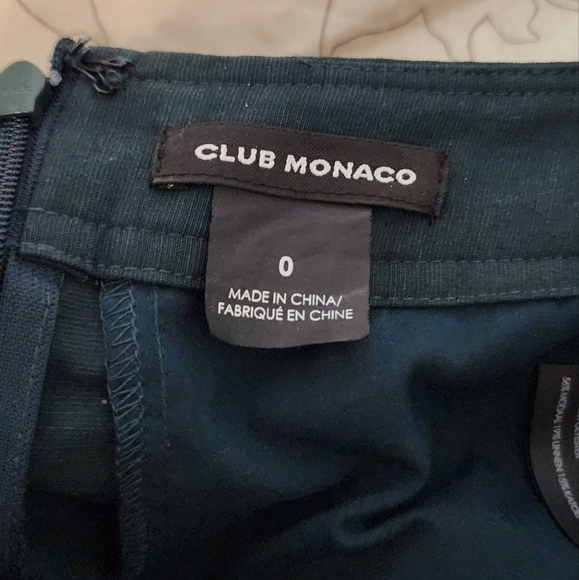 CLUB MONACO
0
MADE IN CHINA/
FABRIQUÉ EN CHINE